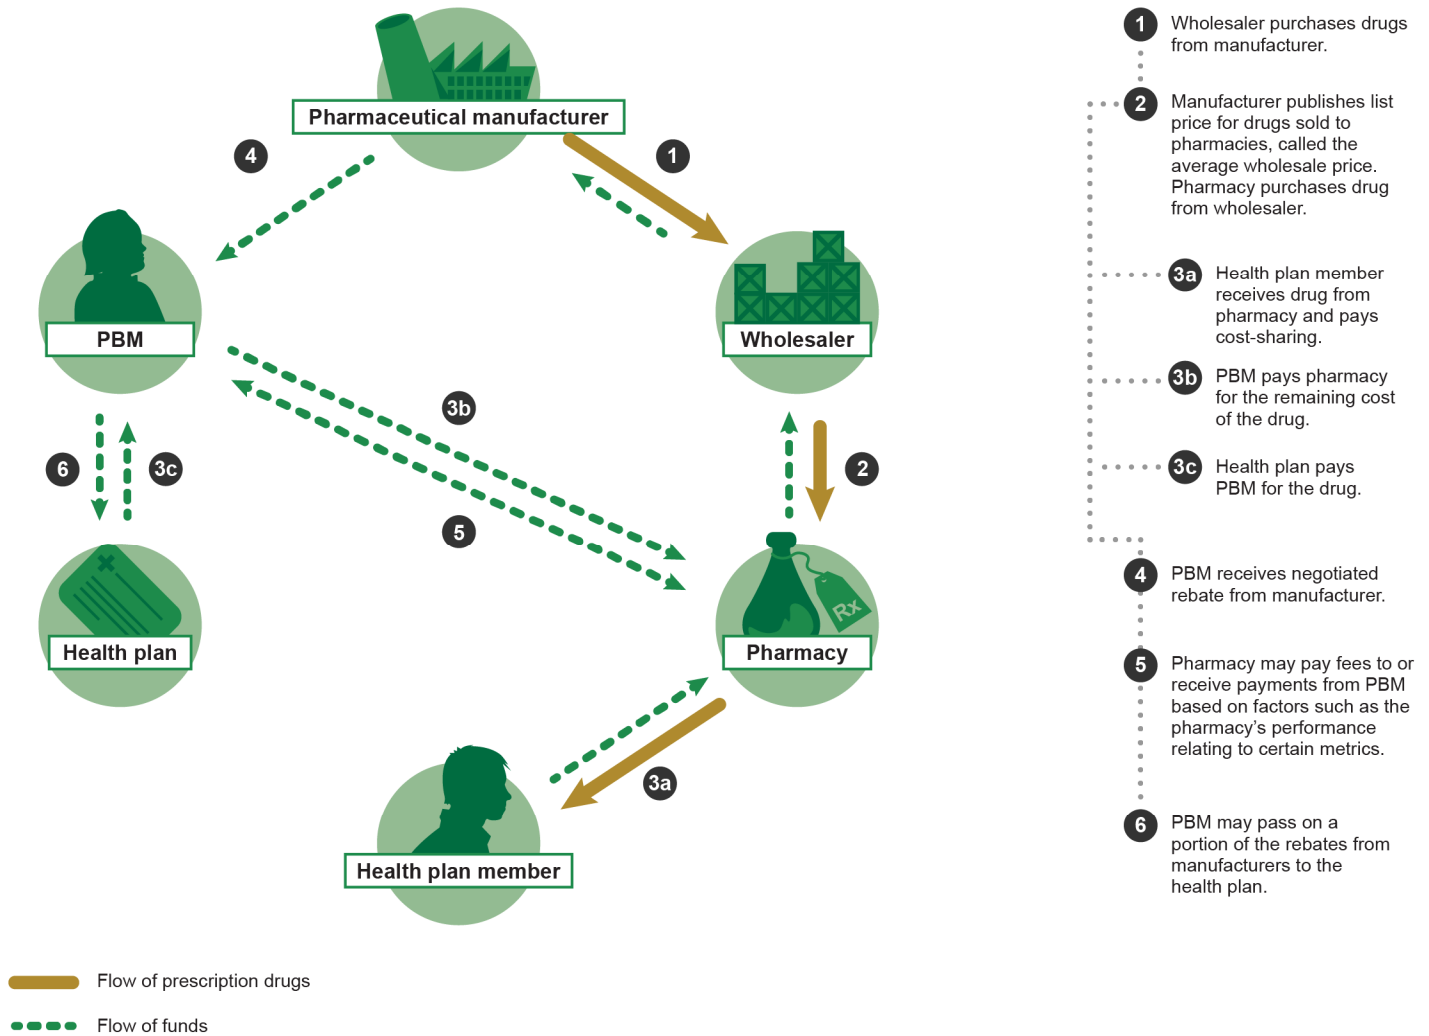 Pharmaceutical manufacturer
4
1
PBM
Wholesaler
3b
6
3c
2
5
Rx
Health plan
Pharmacy
3a
Health plan member
Flow of prescription drugs
Flow of funds
1
Wholesaler purchases drugs
from manufacturer.
2
Manufacturer publishes list
price for drugs sold to
pharmacies, called the
average wholesale price.
Pharmacy purchases drug
from wholesaler.
3a
Health plan member
receives drug from
pharmacy and pays
cost-sharing.
3b
PBM pays pharmacy
for the remaining cost
of the drug.
3c
Health plan pays
PBM for the drug.
4
PBM receives negotiated
rebate from manufacturer.
5
Pharmacy may pay fees to or
receive payments from PBM
based on factors such as the
pharmacy’s performance
relating to certain metrics.
6
PBM may pass on a
portion of the rebates from
manufacturers to the
health plan.